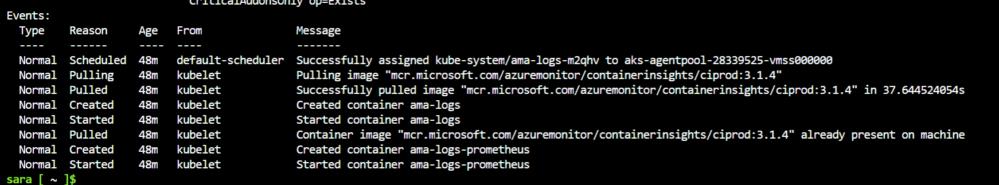 CriticalAddonsOnly op=Exists
Events:
  Type    Reason     Age   From               Message
  ----    ------     ----  ----               -------
  Normal  Scheduled  48m   default-scheduler  Successfully assigned kube-system/ama-logs-m2qhv to aks-agentpool-28339525-vmss000000
  Normal  Pulling    48m   kubelet            Pulling image "mcr.microsoft.com/azuremonitor/containerinsights/ciprod:3.1.4"
  Normal  Pulled     48m   kubelet            Successfully pulled image "mcr.microsoft.com/azuremonitor/containerinsights/ciprod:3.1.4" in 37.644524054s
  Normal  Created    48m   kubelet            Created container ama-logs
  Normal  Started    48m   kubelet            Started container ama-logs
  Normal  Pulled     48m   kubelet            Container image "mcr.microsoft.com/azuremonitor/containerinsights/ciprod:3.1.4" already present on machine
  Normal  Created    48m   kubelet            Created container ama-logs-prometheus
  Normal  Started    48m   kubelet            Started container ama-logs-prometheus
sara [ ~ ]$